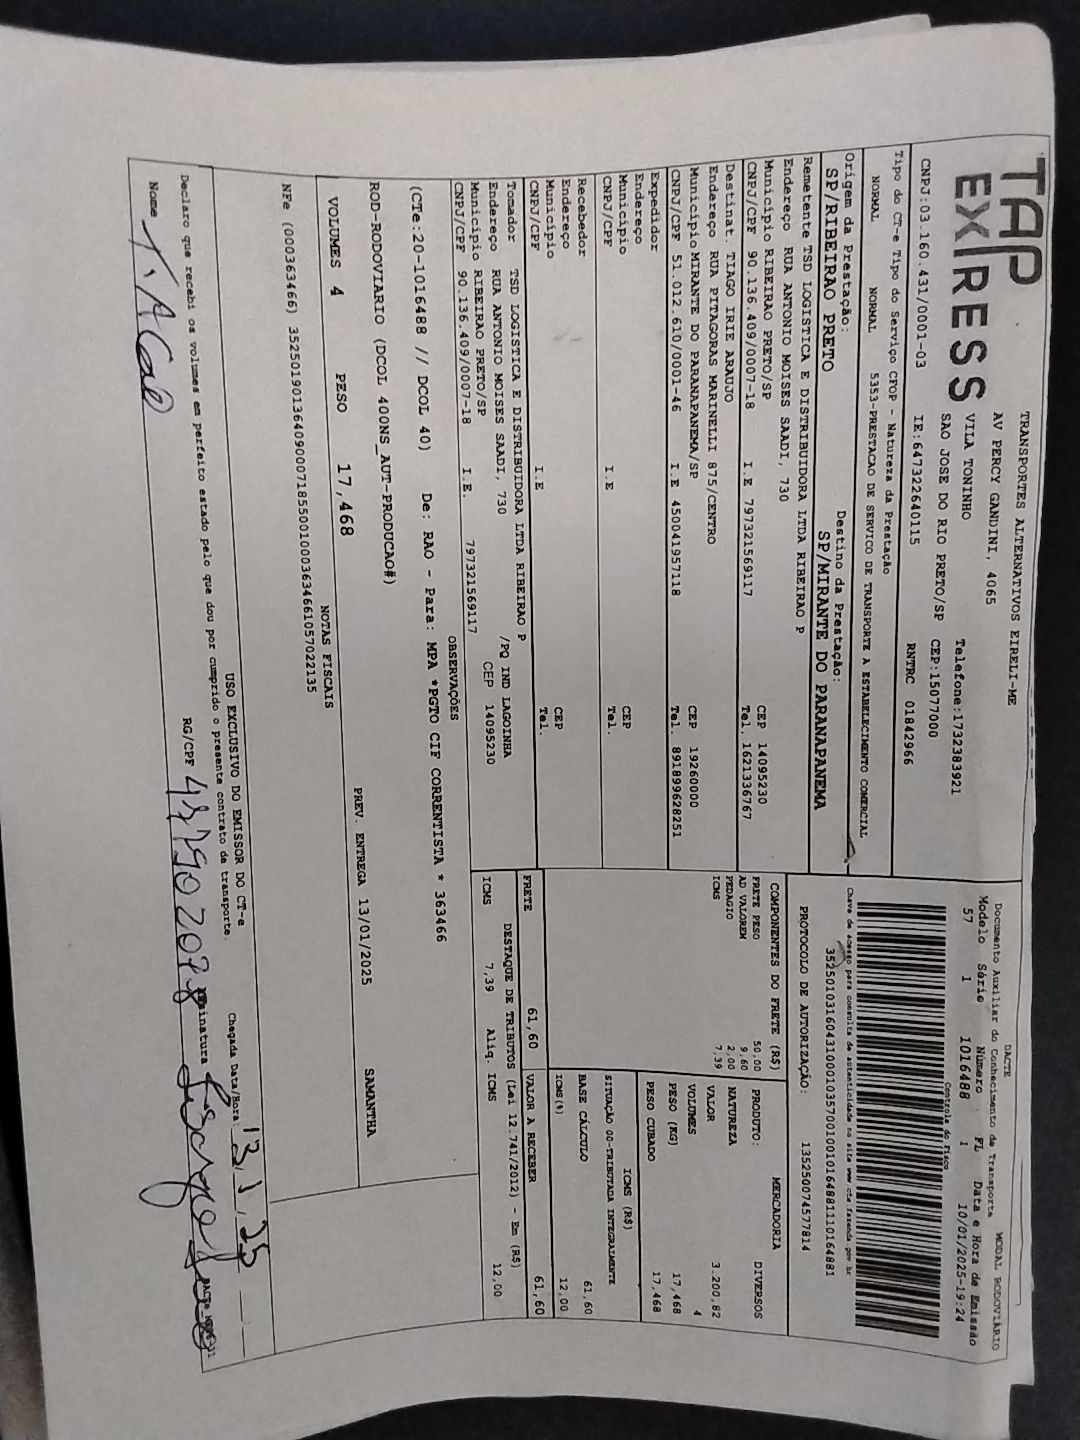 TAP EXPRESS
TRANSPORTES ALTERNATIVOS EIRELI-ME
AV PERCY GANDINI, 4065
VILA TONINHO Telefone:1732383921
SAO JOSE DO RIO PRETO/SP CEP:15077000
CNPJ:03.160.431/0001-03 IE:647322640115 RNTRC 01842966
DACTE MODAL RODOVIÁRIO
Documento Auxiliar do Conhecimento de Transporte
Modelo Série Número FL Data e Hora de Emissão
57 1 1016488 1 10/01/2025-19:24
Controle do Fisco
Tipo do CT-e Tipo do Serviço CFOP - Natureza da Prestação
NORMAL NORMAL 5353-PRESTACAO DE SERVICO DE TRANSPORTE A ESTABELECIMENTO COMERCIAL
Chave de acesso para consulta de autenticidade no site www.cte.fazenda.gov.br
Origem da Prestação: Destino da Prestação:
SP/RIBEIRAO PRETO SP/MIRANTE DO PARANAPANEMA
PROTOCOLO DE AUTORIZAÇÃO: 135250074577814
Remetente TSD LOGISTICA E DISTRIBUIDORA LTDA RIBEIRAO P
Endereço RUA ANTONIO MOISES SAADI, 730
Município RIBEIRAO PRETO/SP CEP 14095230
CNPJ/CPF 90.136.409/0007-18 I.E 797321569117 Tel. 1621336767
Destinat. TIAGO IRIE ARAUJO
Endereço RUA PITAGORAS MARINELLI 875/CENTRO
Município MIRANTE DO PARANAPANEMA/SP CEP 19260000
CNPJ/CPF 51.012.610/0001-46 I.E 450041957118 Tel. 891899628251
Expedidor
Endereço
Município CEP
CNPJ/CPF I.E Tel.
Recebedor
Endereço
Município CEP
CNPJ/CPF I.E Tel.
Tomador TSD LOGISTICA E DISTRIBUIDORA LTDA RIBEIRAO P
Endereço RUA ANTONIO MOISES SAADI, 730 /PQ IND LAGOINHA
Município RIBEIRAO PRETO/SP CEP 14095230
CNPJ/CPF 90.136.409/0007-18 I.E. 797321569117
COMPONENTES DO FRETE (R$)
FRETE PESO 50,00
AD VALOREM 9,60
PEDAGIO 2,00
ICMS 7,39
MERCADORIA
PRODUTO: DIVERSOS
NATUREZA
VALOR 3.200,82
VOLUMES 4
PESO (KG) 17,468
PESO CUBADO 17,468
ICMS (R$)
SITUAÇÃO 00-TRIBUTADA INTEGRALMENTE
BASE CÁLCULO 61,60
ICMS(%) 12,00
FRETE 61,60 VALOR A RECEBER 61,60
DESTAQUE DE TRIBUTOS (Lei 12.741/2012) - Em (R$)
ICMS 7,39 Aliq. ICMS 12,00
OBSERVAÇÕES
(CTe:20-1016488 // DCOL 40) De: RAO - Para: MPA *PGTO CIF CORRENTISTA * 363466
ROD-RODOVIARIO (DCOL 400NS_AUT-PRODUCAO#)
VOLUMES 4 PESO 17,468 PREV. ENTREGA 13/01/2025 SAMANTHA
NOTAS FISCAIS
NFe (000363466)
USO EXCLUSIVO DO EMISSOR DO CT-e
Declaro que recebi os volumes em perfeito estado pelo que dou por cumprido o presente contrato de transporte.
Chegada Data/Hora: 13 1 25
Nome RG/CPF Assinatura